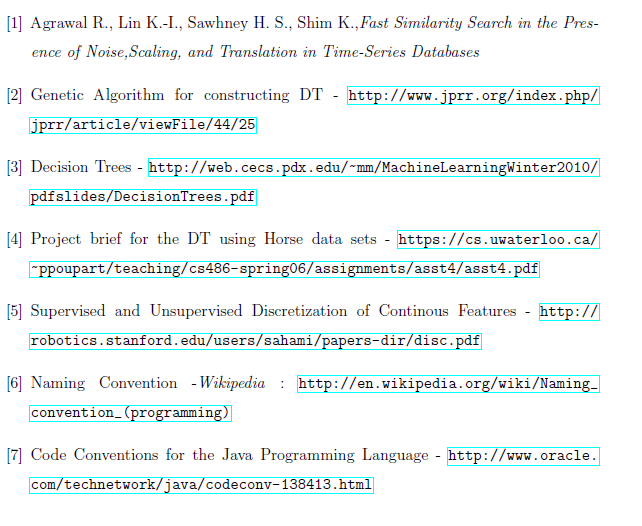 [1] Agrawal R., Lin K.-I., Sawhney H. S., Shim K.,Fast Similarity Search in the Pres-
ence of Noise,Scaling, and Translation in Time-Series Databases
[2] Genetic Algorithm for constructing DT - http://www.jprr.org/index.php/
jprr/article/viewFile/44/25
[3] Decision Trees - http://web.cecs.pdx.edu/~mm/MachineLearningWinter2010/
pdfslides/DecisionTrees.pdf
[4] Project brief for the DT using Horse data sets - https://cs.uwaterloo.ca/
~ppoupart/teaching/cs486-spring06/assignments/asst4/asst4.pdf
[5] Supervised and Unsupervised Discretization of Continous Features - http://
robotics.stanford.edu/users/sahami/papers-dir/disc.pdf
[6] Naming Convention -Wikipedia : http://en.wikipedia.org/wiki/Naming_
convention_(programming)
[7] Code Conventions for the Java Programming Language - http://www.oracle.
com/technetwork/java/codeconv-138413.html